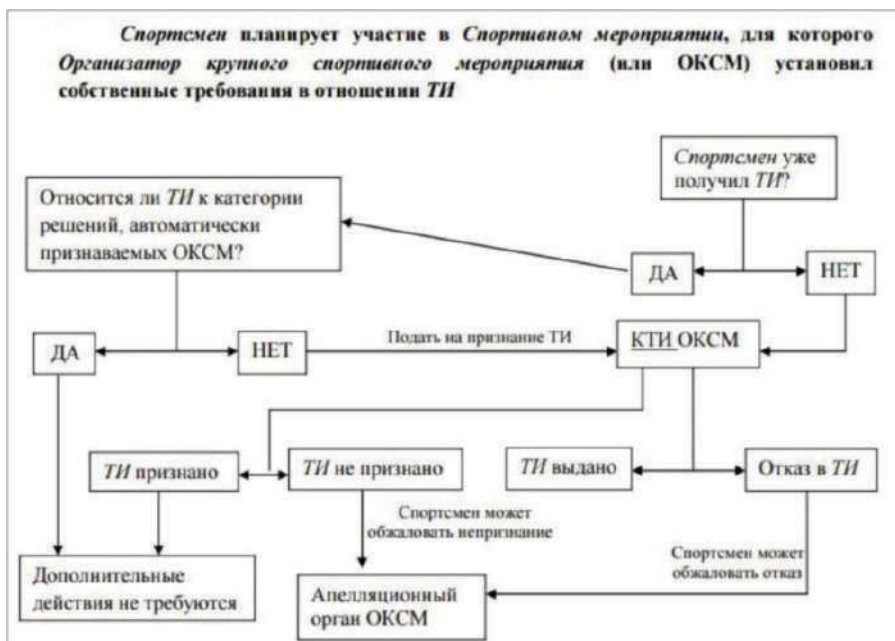 Спортсмен планирует участие в Спортивном мероприятии, для которого
Организатор крупного спортивного мероприятия (или ОКСМ) установил
собственные требования в отношении ТИ
Спортсмен уже
получил ТИ?
Относится ли ТИ к категории
решений, автоматически
признаваемых ОКСМ?
ДА
НЕТ
ДА
НЕТ
Подать на признание ТИ
КТИ ОКСМ
ТИ признано
ТИ не признано
ТИ выдано
Отказ в ТИ
Спортсмен может
обжаловать непризнание
Спортсмен может
обжаловать отказ
Дополнительные
действия не требуются
Апелляционный
орган ОКСМ